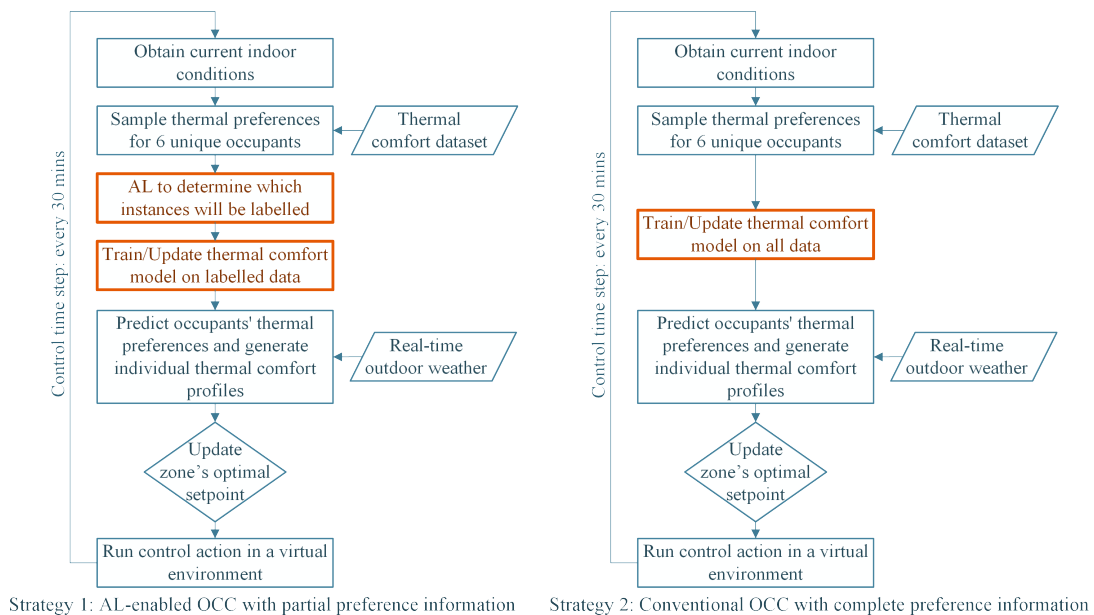 Obtain current indoor
conditions
Sample thermal preferences
for 6 unique occupants
Thermal
comfort dataset
AL to determine which
instances will be labelled
Train/Update thermal comfort
model on labelled data
Predict occupants' thermal
preferences and generate
individual thermal comfort
profiles
Real-time
outdoor weather
Update
zone’s optimal
setpoint
Run control action in a virtual
environment
Control time step: every 30 mins
Strategy 1: AL-enabled OCC with partial preference information
Obtain current indoor
conditions
Sample thermal preferences
for 6 unique occupants
Thermal
comfort dataset
Train/Update thermal comfort
model on all data
Predict occupants' thermal
preferences and generate
individual thermal comfort
profiles
Real-time
outdoor weather
Update
zone’s optimal
setpoint
Run control action in a virtual
environment
Control time step: every 30 mins
Strategy 2: Conventional OCC with complete preference information